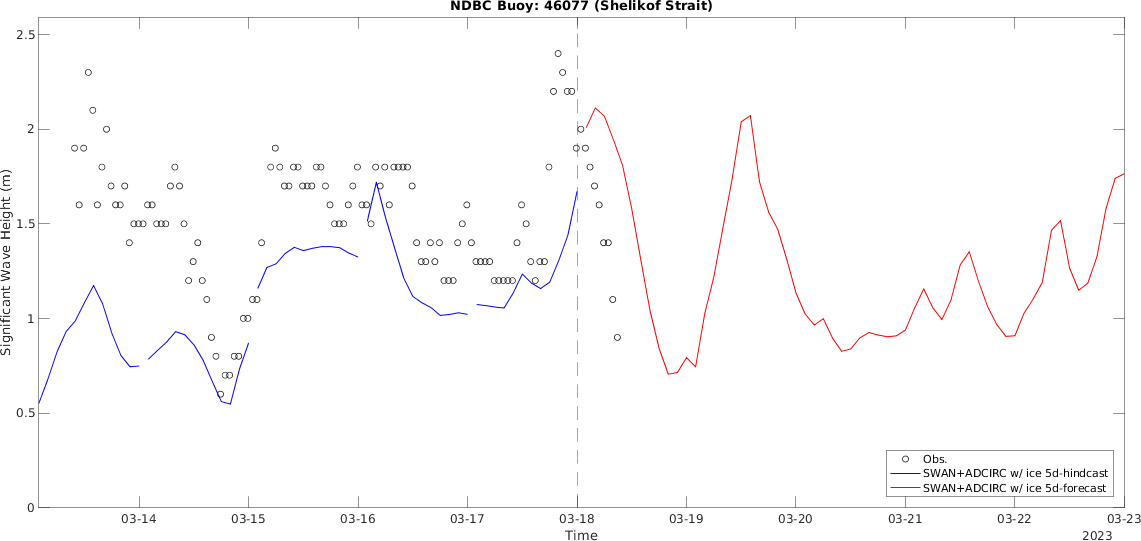 NDBC Buoy: 46077 (Shelikof Strait)
2.5
2
1.5
1
0.5
0
Significant Wave Height (m)
03-14
03-15
03-16
03-17
03-18
03-19
03-20
03-21
03-22
03-23
Time
2023
Obs.
SWAN+ADCIRC w/ ice 5d-hindcast
SWAN+ADCIRC w/ ice 5d-forecast